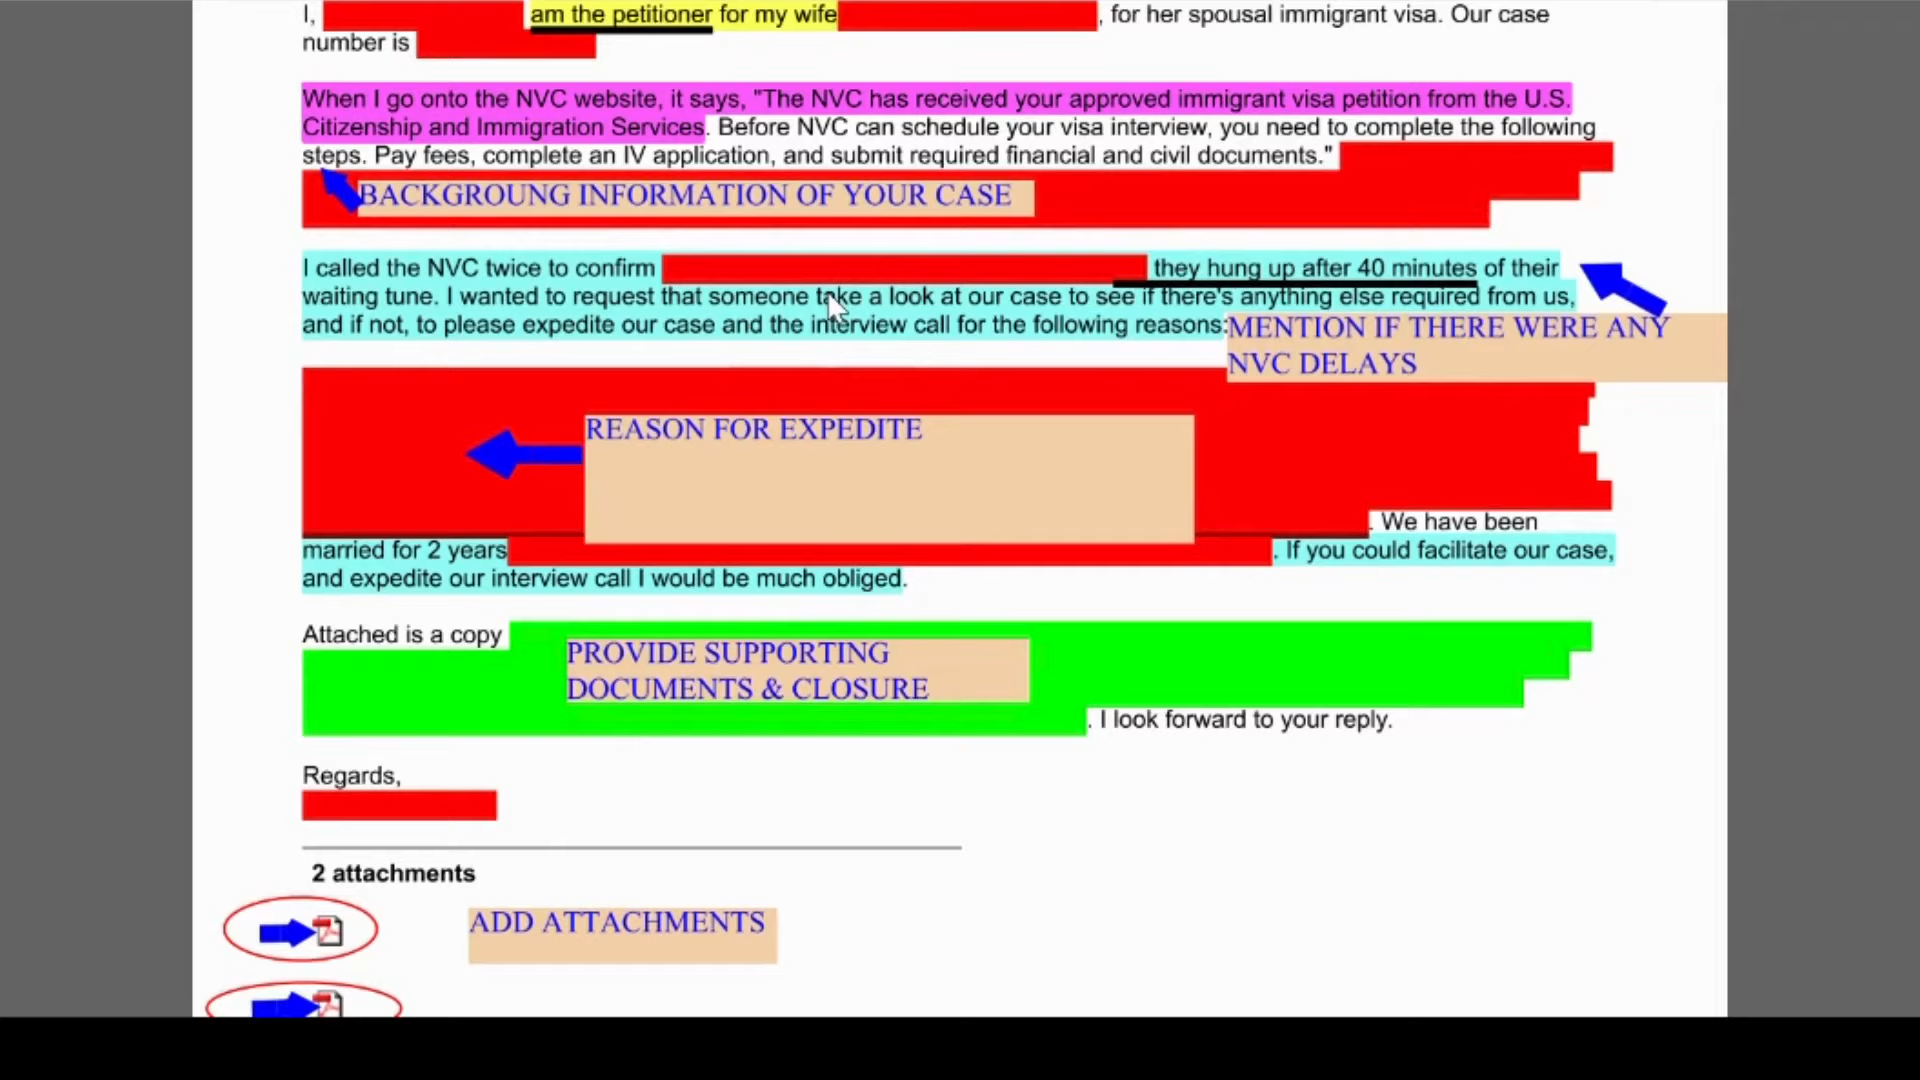 I, am the petitioner for my wife , for her spousal immigrant visa. Our case
number is
When I go onto the NVC website, it says, "The NVC has received your approved immigrant visa petition from the U.S.
Citizenship and Immigration Services. Before NVC can schedule your visa interview, you need to complete the following
steps. Pay fees, complete an IV application, and submit required financial and civil documents."
BACKGROUNG INFORMATION OF YOUR CASE
I called the NVC twice to confirm they hung up after 40 minutes of their
waiting tune. I wanted to request that someone take a look at our case to see if there's anything else required from us,
and if not, to please expedite our case and the interview call for the following reasons:
MENTION IF THERE WERE ANY
NVC DELAYS
REASON FOR EXPEDITE
. We have been
married for 2 years . If you could facilitate our case,
and expedite our interview call I would be much obliged.
Attached is a copy
PROVIDE SUPPORTING
DOCUMENTS & CLOSURE
. I look forward to your reply.
Regards,
2 attachments
ADD ATTACHMENTS